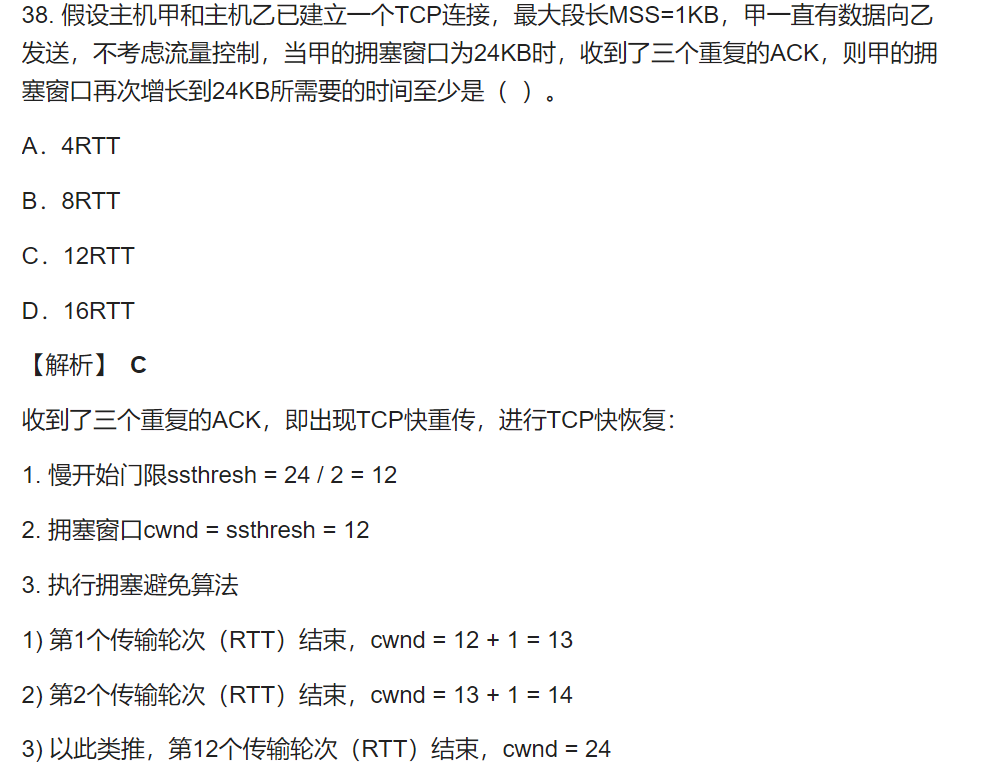 38. 假设主机甲和主机乙已建立一个TCP连接，最大段长MSS=1KB，甲一直有数据向乙
发送，不考虑流量控制，当甲的拥塞窗口为24KB时，收到了三个重复的ACK，则甲的拥
塞窗口再次增长到24KB所需要的时间至少是（ ）。
A．4RTT
B．8RTT
C．12RTT
D．16RTT
【解析】 C
收到了三个重复的ACK，即出现TCP快重传，进行TCP快恢复：
1. 慢开始门限ssthresh = 24 / 2 = 12
2. 拥塞窗口cwnd = ssthresh = 12
3. 执行拥塞避免算法
1) 第1个传输轮次（RTT）结束，cwnd = 12 + 1 = 13
2) 第2个传输轮次（RTT）结束，cwnd = 13 + 1 = 14
3) 以此类推，第12个传输轮次（RTT）结束，cwnd = 24